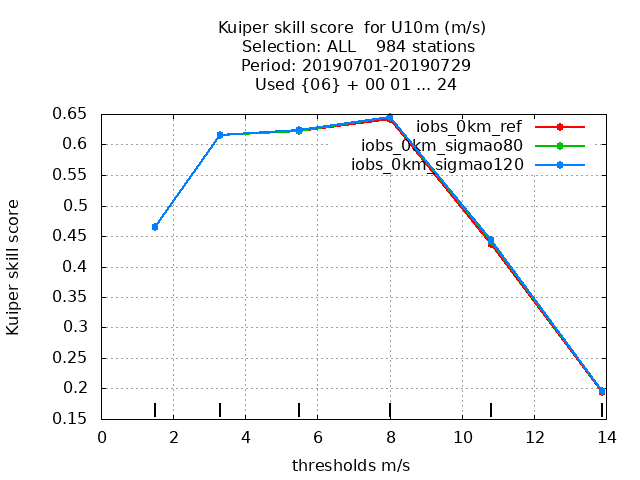 Kuiper skill score  for U10m (m/s)
Selection: ALL    984 stations
Period: 20190701-20190729
Used {06} + 00 01 ... 24
iobs_0km_ref
iobs_0km_sigmao80
iobs_0km_sigmao120
Kuiper skill score
0.65
0.6
0.55
0.5
0.45
0.4
0.35
0.3
0.25
0.2
0.15
0 2 4 6 8 10 12 14
thresholds m/s